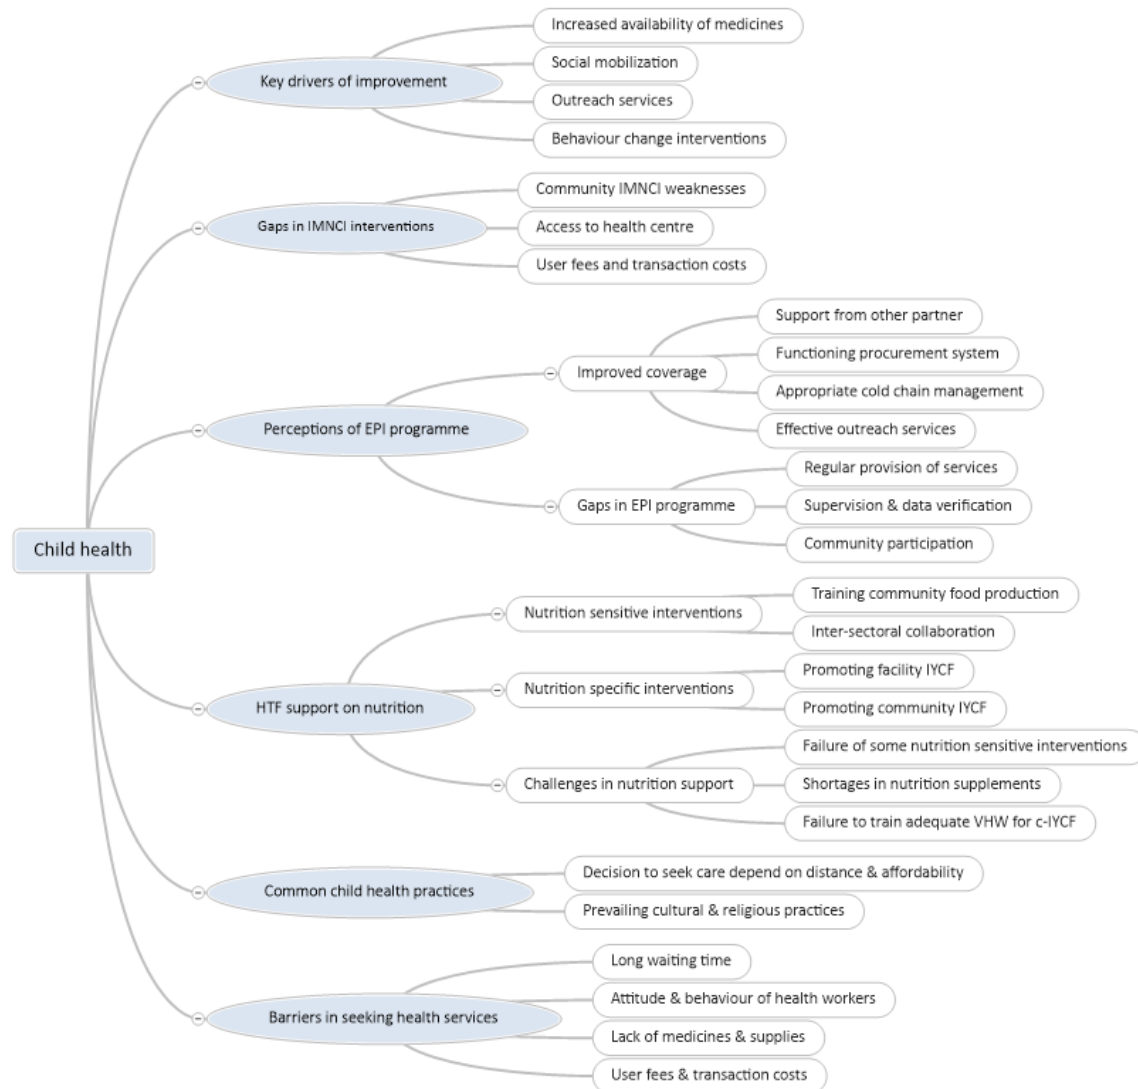 Child health
Key drivers of improvement
Increased availability of medicines
Social mobilization
Outreach services
Behaviour change interventions
Gaps in IMNCI interventions
Community IMNCI weaknesses
Access to health centre
User fees and transaction costs
Perceptions of EPI programme
Improved coverage
Support from other partner
Functioning procurement system
Appropriate cold chain management
Effective outreach services
Gaps in EPI programme
Regular provision of services
Supervision & data verification
Community participation
HTF support on nutrition
Nutrition sensitive interventions
Training community food production
Inter-sectoral collaboration
Nutrition specific interventions
Promoting facility IYCF
Promoting community IYCF
Challenges in nutrition support
Failure of some nutrition sensitive interventions
Shortages in nutrition supplements
Failure to train adequate VHW for c-IYCF
Common child health practices
Decision to seek care depend on distance & affordability
Prevailing cultural & religious practices
Barriers in seeking health services
Long waiting time
Attitude & behaviour of health workers
Lack of medicines & supplies
User fees & transaction costs